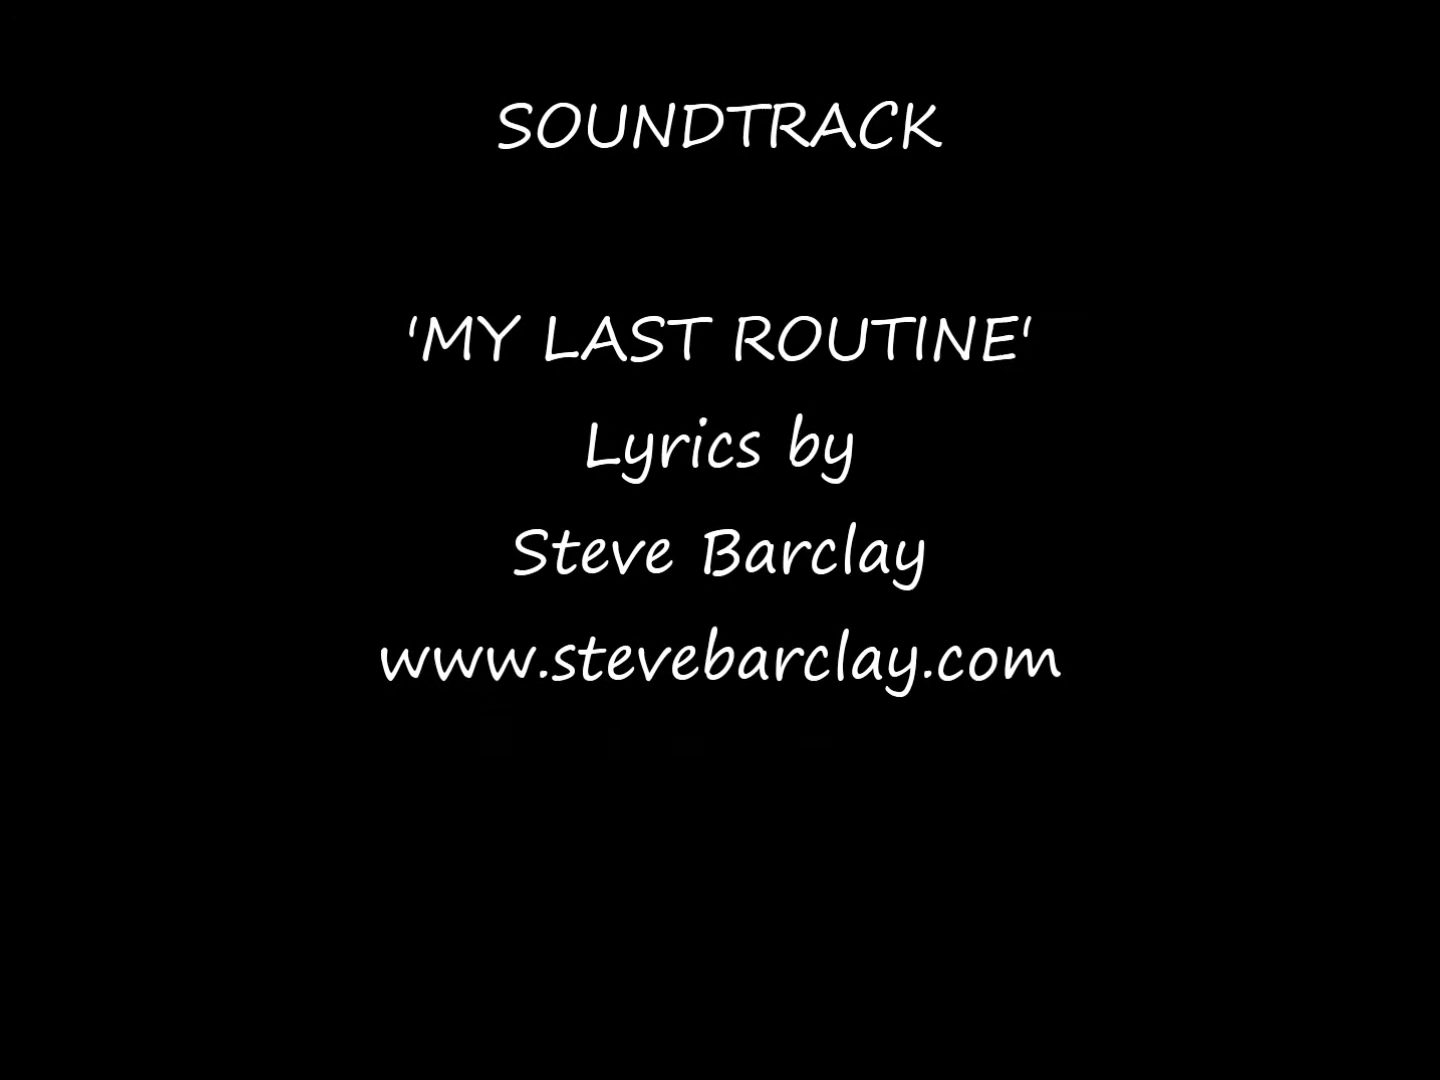 SOUNDTRACK
'MY LAST ROUTINE'
Lyrics by
Steve Barclay
www.stevebarclay.com